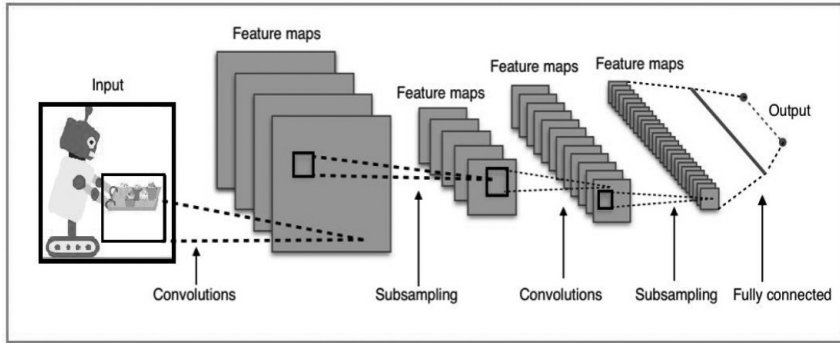 Feature maps
Input
Feature maps
Feature maps
Feature maps
Output
Convolutions
Subsampling
Convolutions
Subsampling
Fully connected